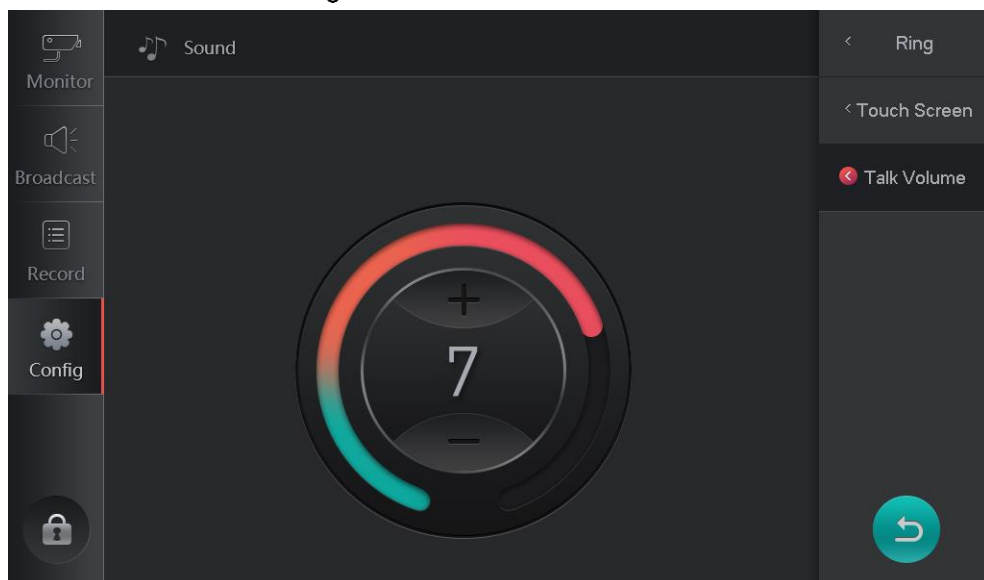 Monitor
Broadcast
Record
Config
Sound
+
7
−
Ring
Touch Screen
Talk Volume